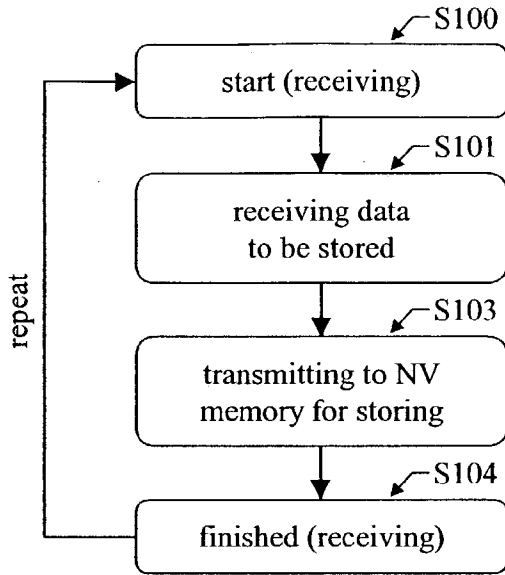 S100
start (receiving)
S101
receiving data
to be stored
S103
transmitting to NV
memory for storing
S104
finished (receiving)
repeat